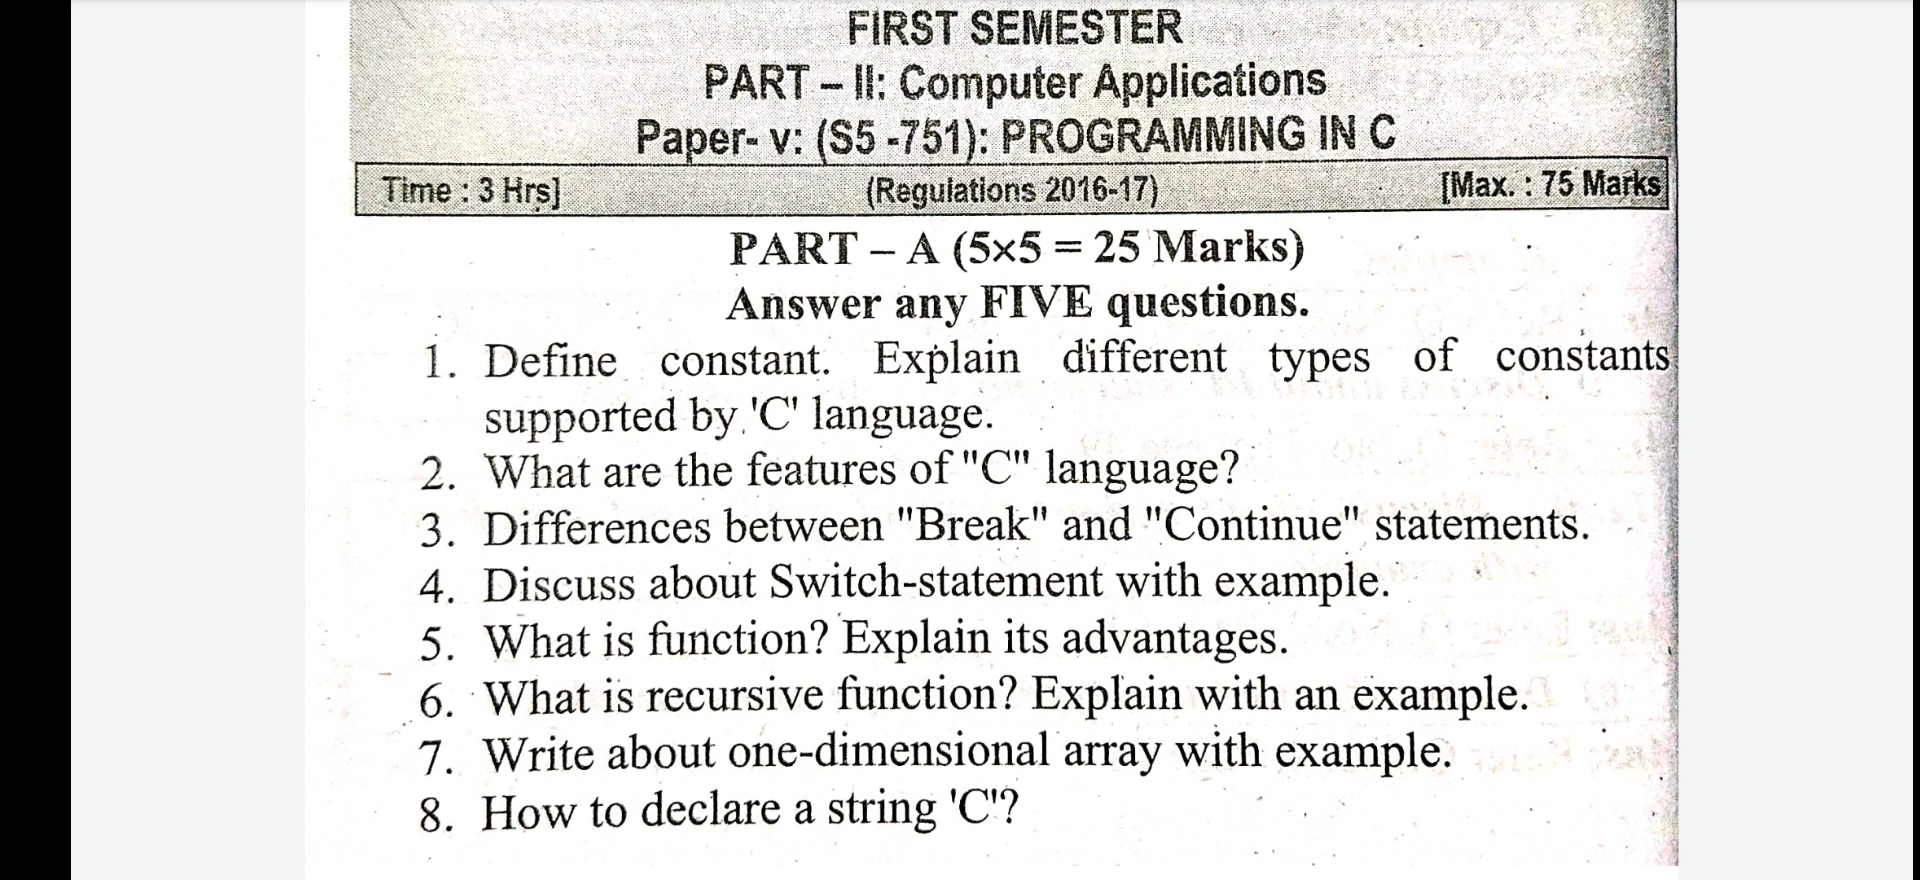 FIRST SEMESTER
PART – II: Computer Applications
Paper- v: (S5 -751): PROGRAMMING IN C
Time : 3 Hrs] (Regulations 2016-17) [Max. : 75 Marks
PART – A (5×5 = 25 Marks)
Answer any FIVE questions.
1. Define constant. Explain different types of constants
supported by 'C' language.
2. What are the features of "C" language?
3. Differences between "Break" and "Continue" statements.
4. Discuss about Switch-statement with example.
5. What is function? Explain its advantages.
6. What is recursive function? Explain with an example.
7. Write about one-dimensional array with example.
8. How to declare a string 'C'?